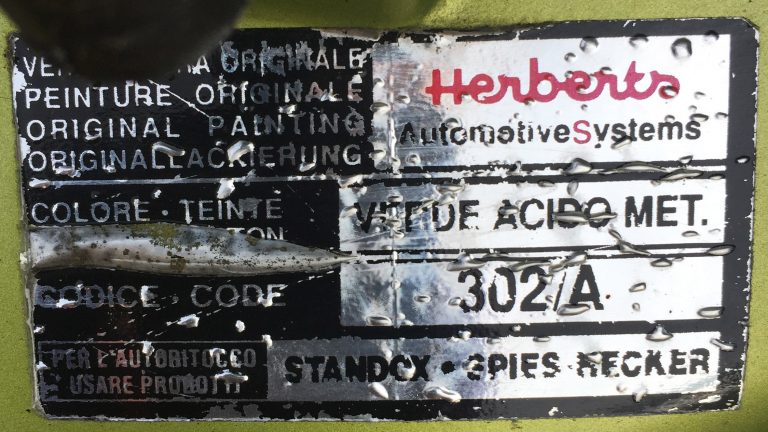 ORIGINALE
PEINTURE ORIGINALE
ORIGINAL PAINTING
ORIGINALLACKIERUNG
Herberts
AutomotiveSystems
COLORE · TEINTE
VERDE ACIDO MET.
CODICE · CODE
302/A
PER L'AUTORITOCCO
USARE PRODOTTI
STANDOX · SPIES HECKER